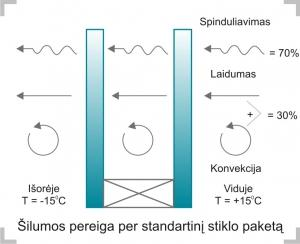 Spinduliavimas
= 70%
Laidumas
+
= 30%
Konvekcija
Išorėje
T = -15°C
Viduje
T = +15°C
Šilumos pereiga per standartinį stiklo paketą